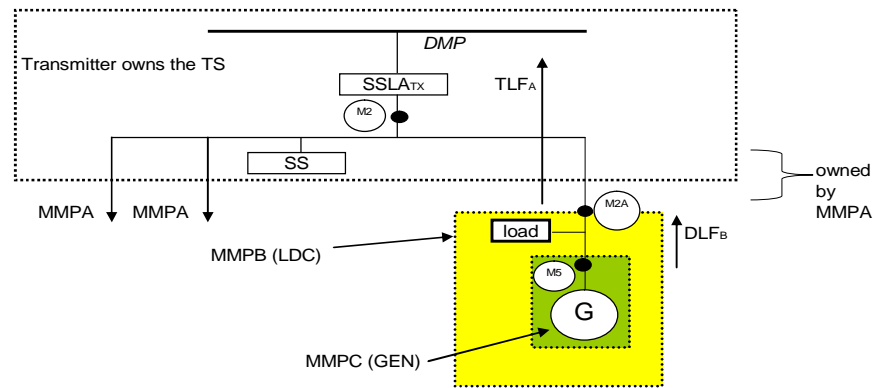 DMP
Transmitter owns the TS
SSLATX
TLFA
M2
SS
owned
by
MMPA
MMPA
MMPA
M2A
load
DLFB
MMPB (LDC)
M5
G
MMPC (GEN)